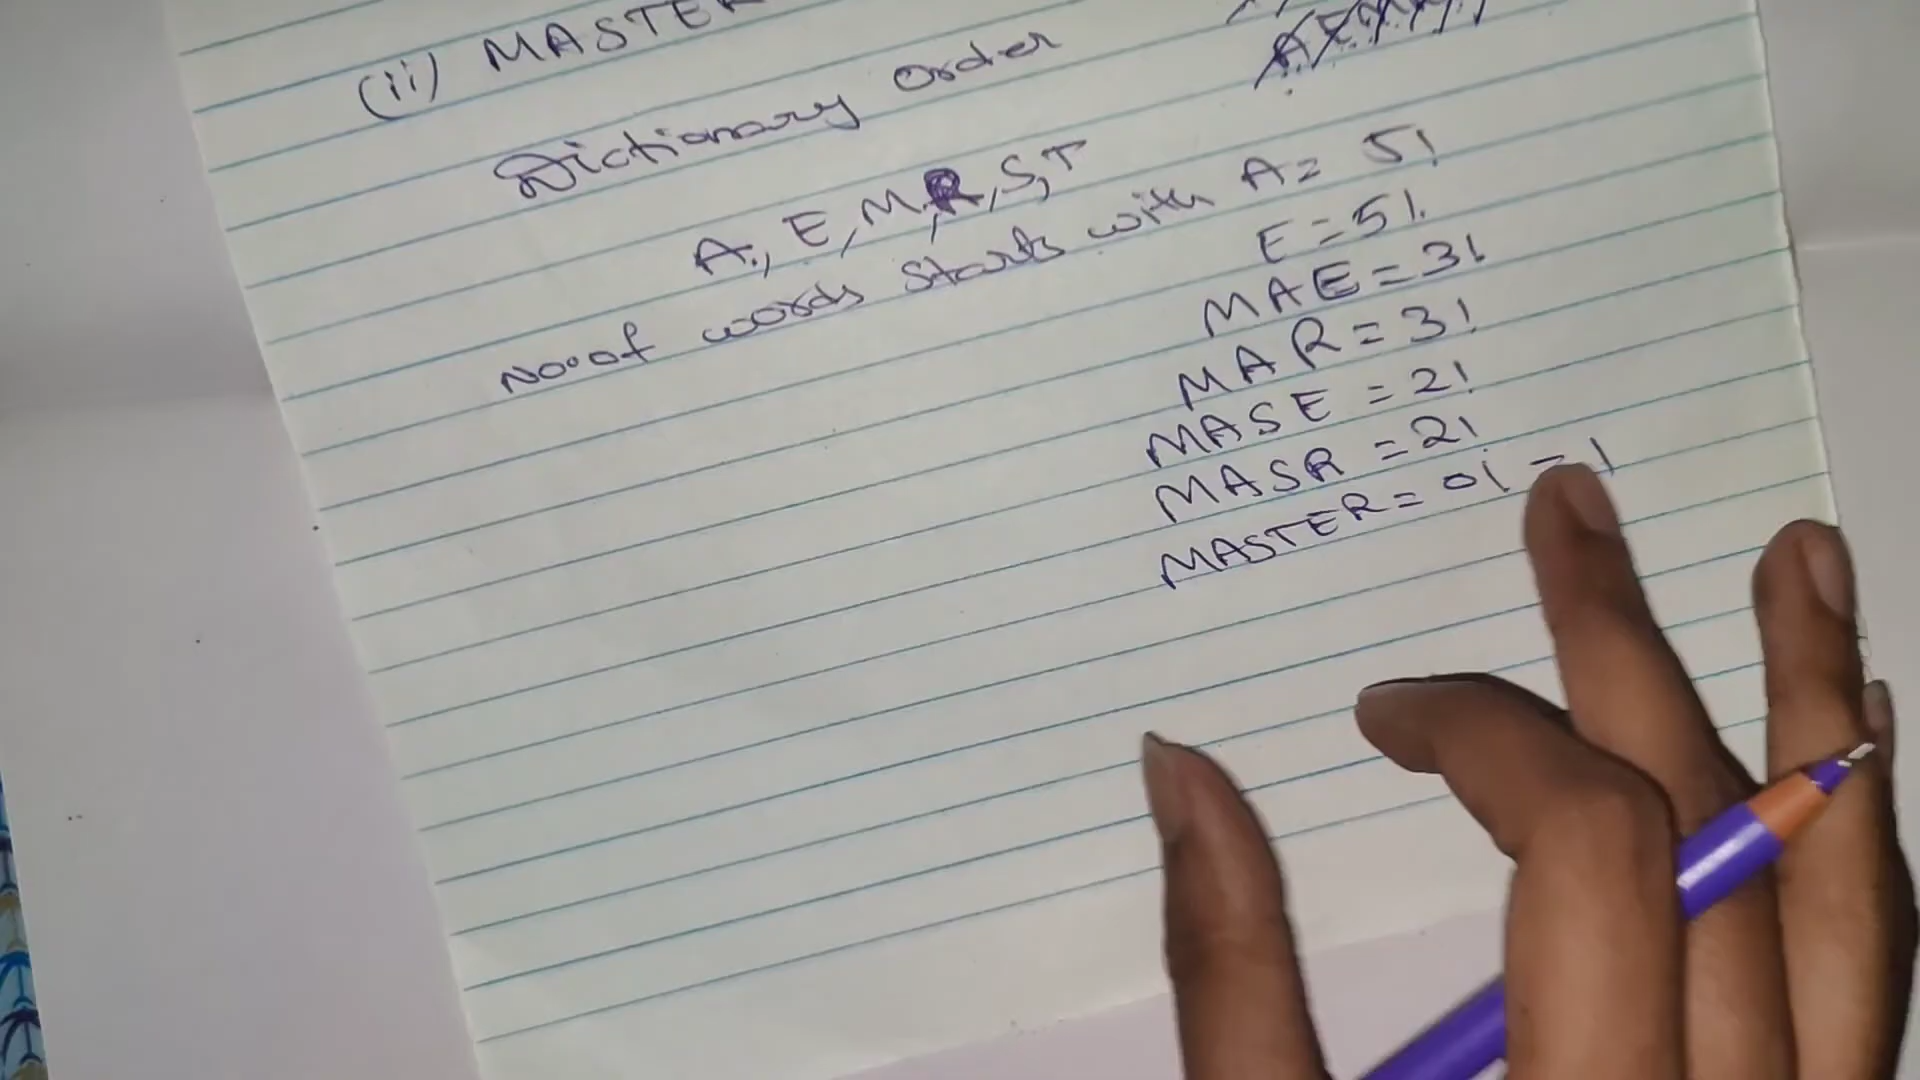 (ii) MASTER
Dictionary Order
A, E, M, R, S, T
No. of words starts with A = 5!
E = 5!
MAE = 3!
MAR = 3!
MASE = 2!
MASR = 2!
MASTER = 0! = 1